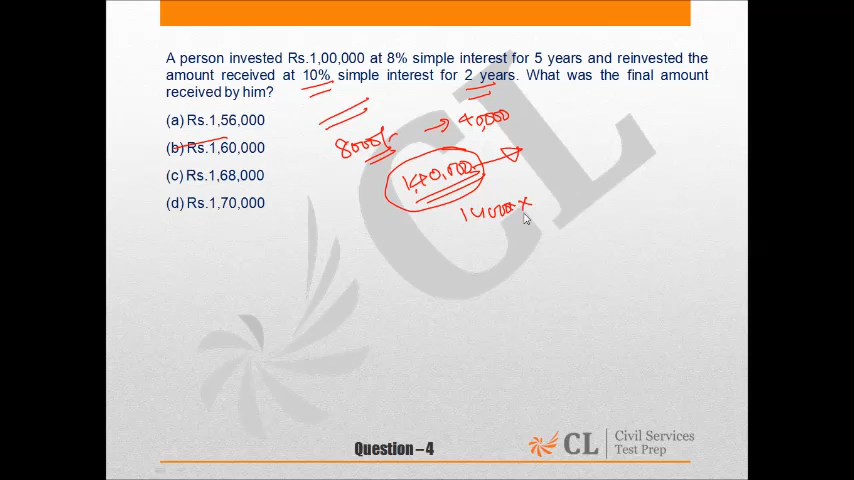 A person invested Rs.1,00,000 at 8% simple interest for 5 years and reinvested the
amount received at 10% simple interest for 2 years. What was the final amount
received by him?
(a) Rs.1,56,000
(b) Rs.1,60,000
(c) Rs.1,68,000
(d) Rs.1,70,000
8000/- → 40,000
1,40,000
14000 x
CL
Question – 4
CL Civil Services
Test Prep